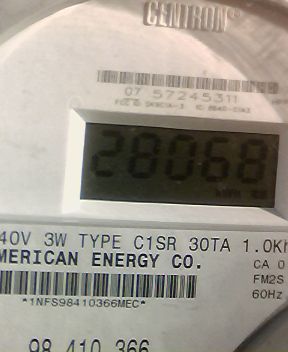 CENTRON®
07 57245311
28068
40V 3W TYPE C1SR 30TA 1.0Kh
MERICAN ENERGY CO.
CA 0
FM2S
60Hz
*1NFS98410366MEC*
98 410 366